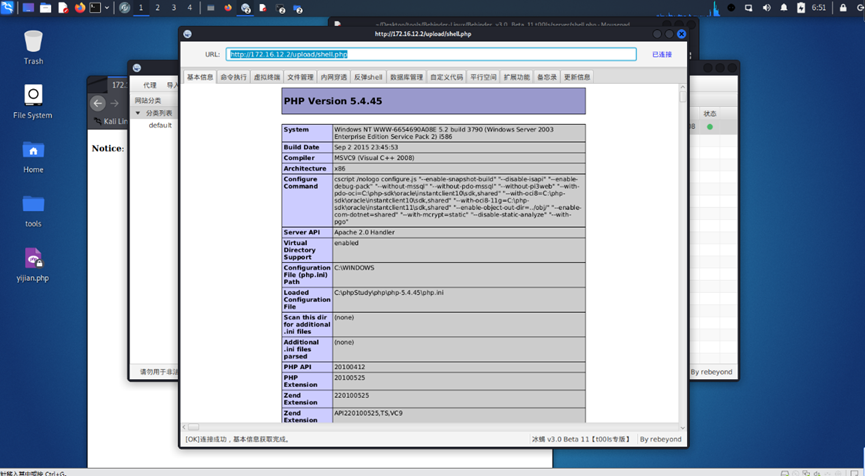 1 2 3 4
6:51
~/Desktop/tools/Behinder-Linux/Behinder_v3.0_Beta_11.t00ls/server/shell.php - Mousepad
http://172.16.12.2/upload/shell.php
URL: http://172.16.12.2/upload/shell.php 已连接
基本信息 命令执行 虚拟终端 文件管理 内网穿透 反弹shell 数据库管理 自定义代码 平行空间 扩展功能 备忘录 更新信息
Trash
File System
Home
tools
yijian.php
172.
Kali Lin
Notice:
代理 导入
网站分类
分类列表
default
请勿用于非法
状态
By rebeyond
PHP Version 5.4.45
System Windows NT WWW-6654690A08E 5.2 build 3790 (Windows Server 2003
Enterprise Edition Service Pack 2) i586
Build Date Sep 2 2015 23:45:53
Compiler MSVC9 (Visual C++ 2008)
Architecture x86
Configure cscript /nologo configure.js "--enable-snapshot-build" "--disable-isapi" "--enable-
Command debug-pack" "--without-mssql" "--without-pdo-mssql" "--without-pi3web" "--with-
pdo-oci=C:\php-sdk\oracle\instantclient10\sdk,shared" "--with-oci8=C:\php-
sdk\oracle\instantclient10\sdk,shared" "--with-oci8-11g=C:\php-
sdk\oracle\instantclient11\sdk,shared" "--enable-object-out-dir=../obj/" "--enable-
com-dotnet=shared" "--with-mcrypt=static" "--disable-static-analyze" "--with-
pgo"
Server API Apache 2.0 Handler
Virtual enabled
Directory
Support
Configuration C:\WINDOWS
File (php.ini)
Path
Loaded C:\phpStudy\php\php-5.4.45\php.ini
Configuration
File
Scan this dir (none)
for additional
.ini files
Additional (none)
.ini files
parsed
PHP API 20100412
PHP 20100525
Extension
Zend 220100525
Extension
Zend API220100525,TS,VC9
Extension
[OK]连接成功，基本信息获取完成。 冰蝎 v3.0 Beta 11【t00ls专版】 By rebeyond